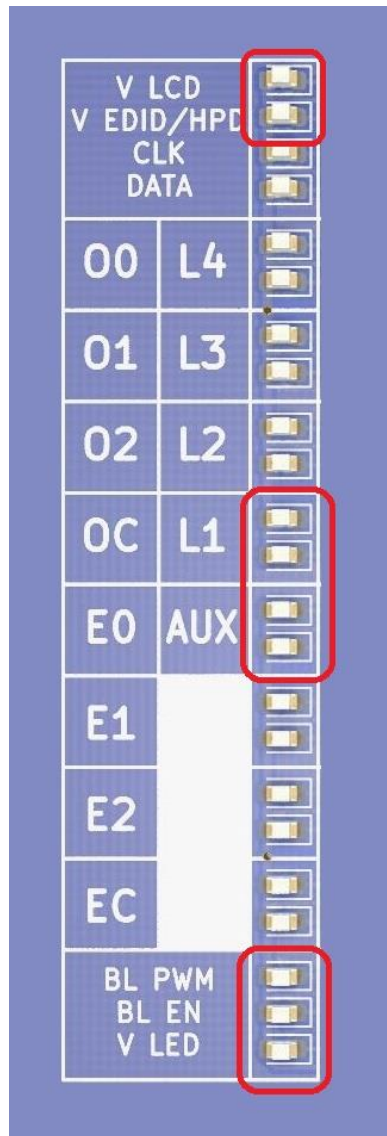 V LCD
V EDID/HPD
CLK
DATA
O0 L4
O1 L3
O2 L2
OC L1
E0 AUX
E1
E2
EC
BL PWM
BL EN
V LED